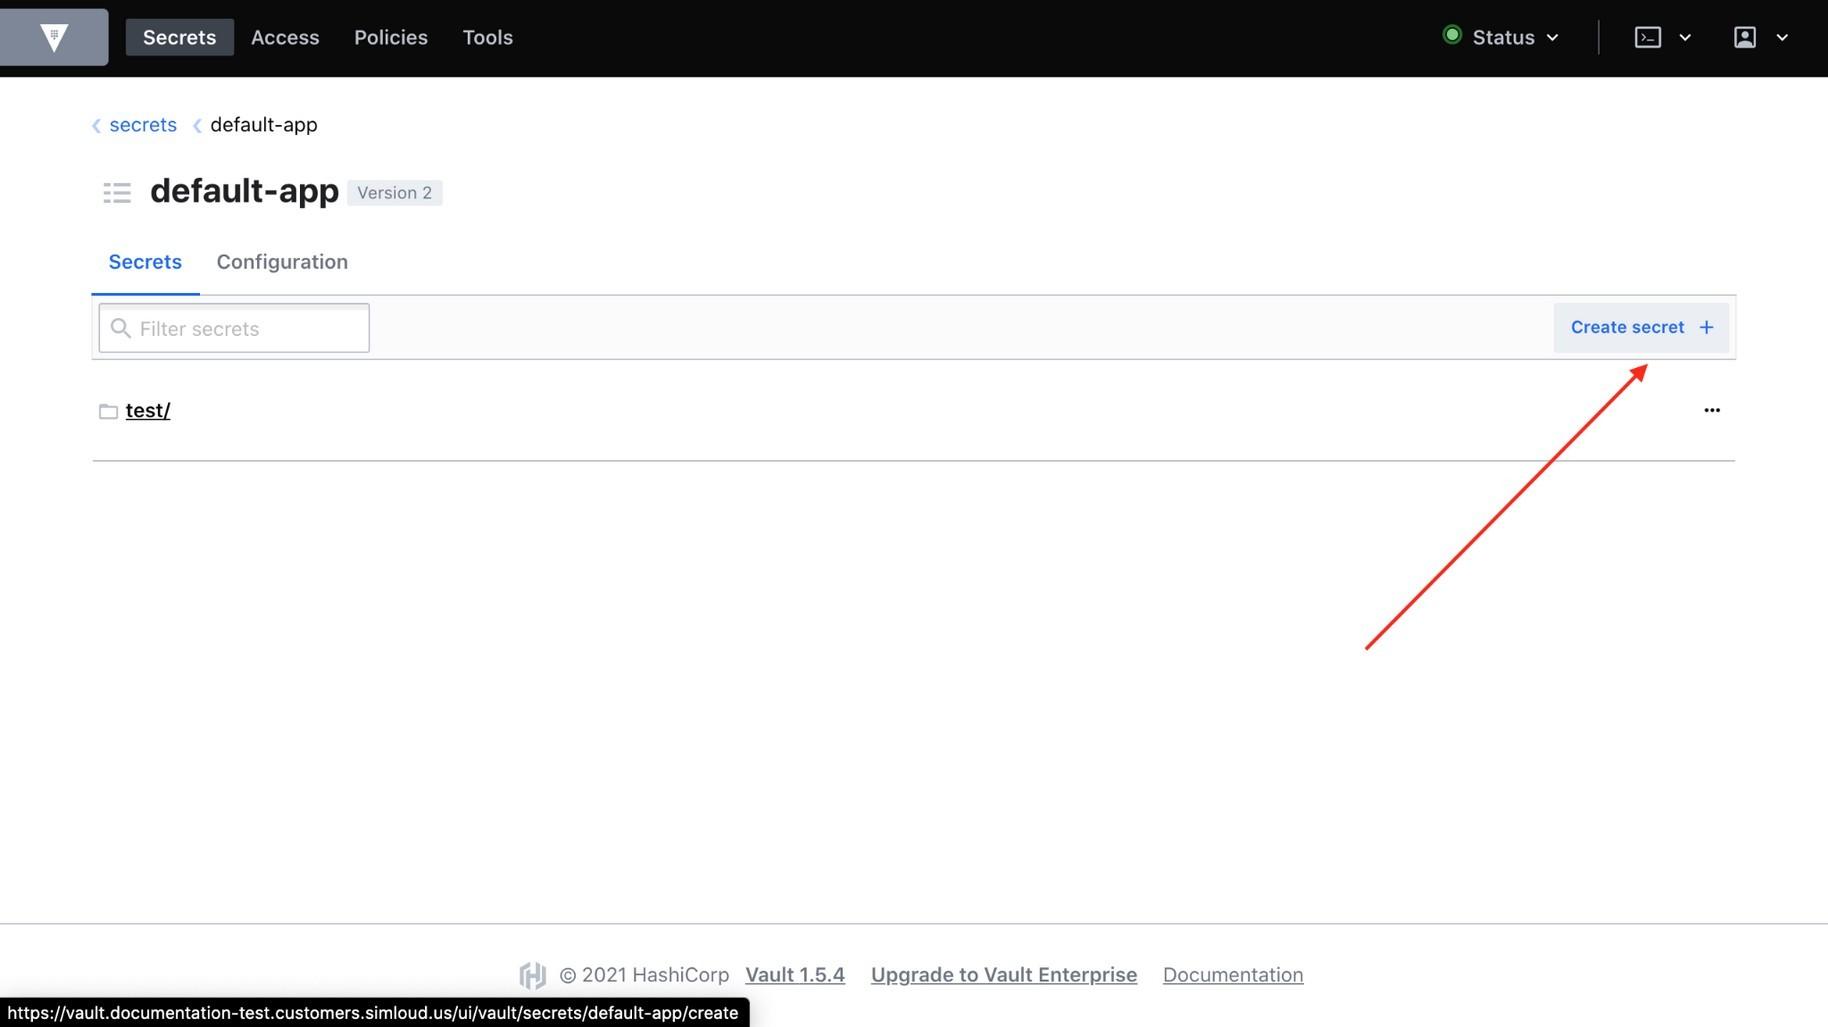 Secrets Access Policies Tools Status
secrets default-app
default-app Version 2
Secrets Configuration
Filter secrets Create secret +
test/
© 2021 HashiCorp Vault 1.5.4 Upgrade to Vault Enterprise Documentation
https://vault.documentation-test.customers.simloud.us/ui/vault/secrets/default-app/create